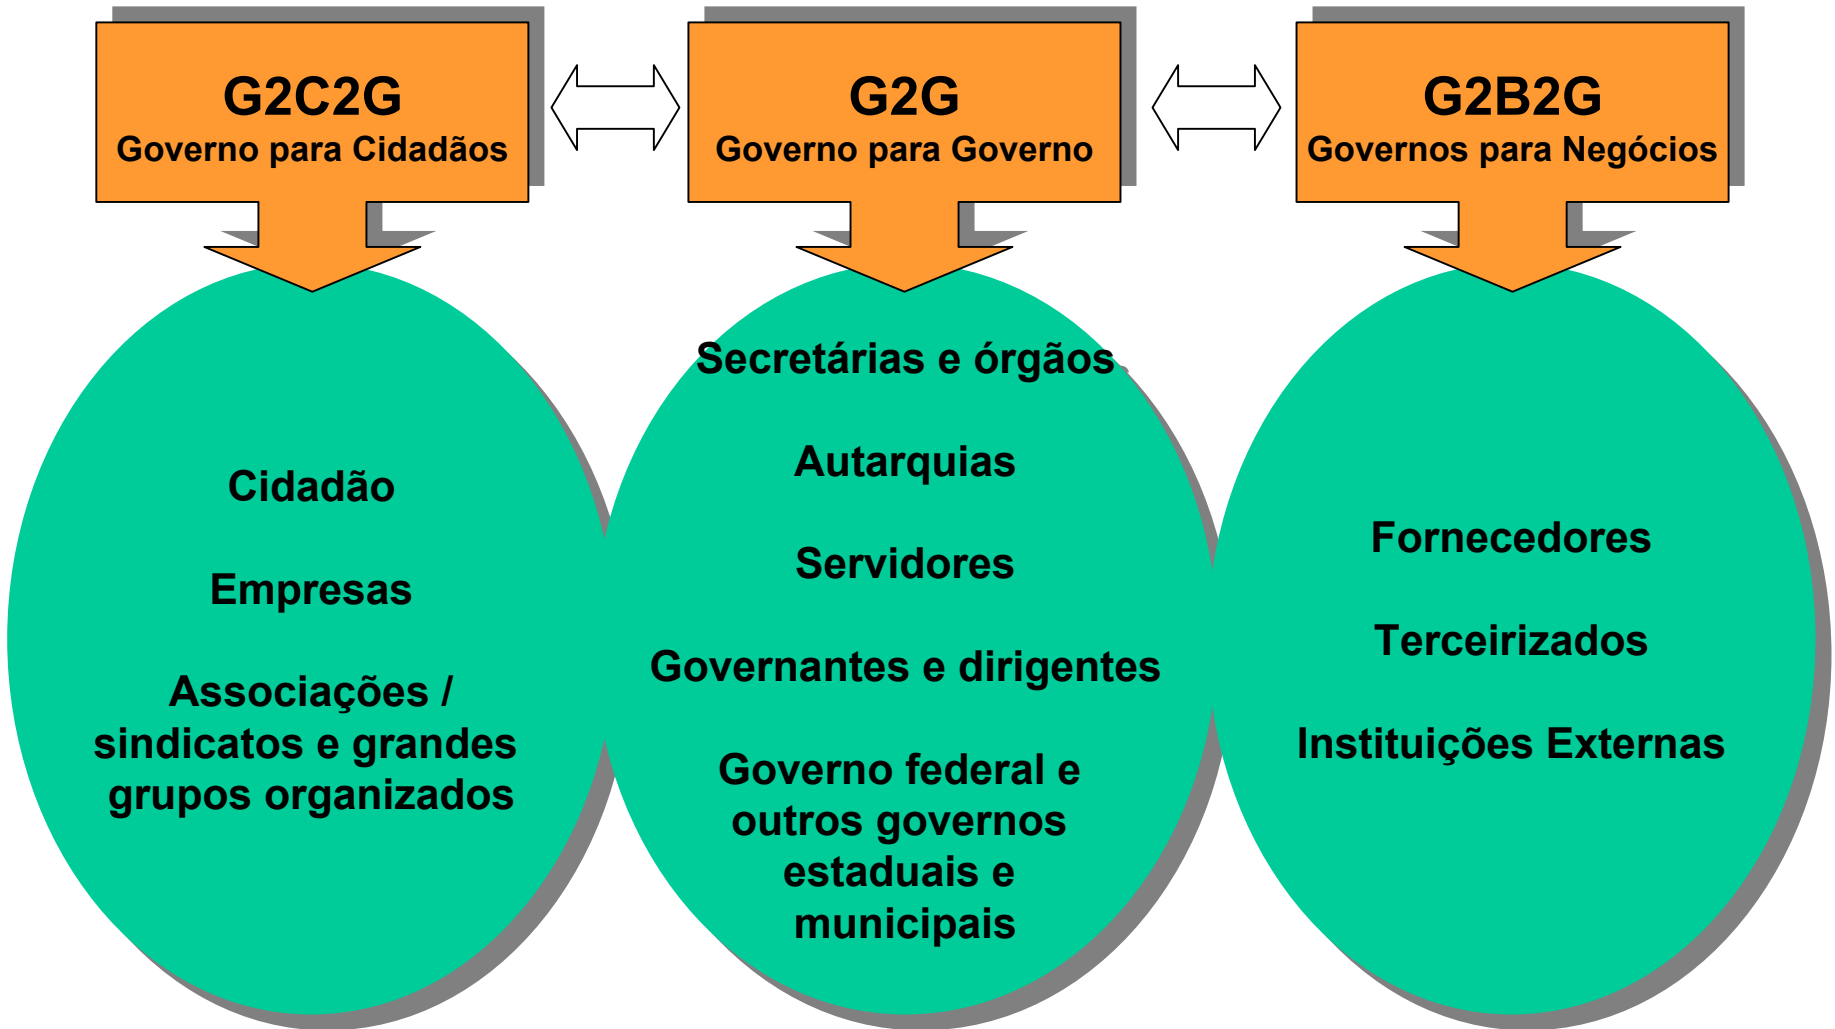 G2C2G
Governo para Cidadãos
G2G
Governo para Governo
G2B2G
Governos para Negócios
Cidadão
Empresas
Associações /
sindicatos e grandes
grupos organizados
Secretárias e órgãos
Autarquias
Servidores
Governantes e dirigentes
Governo federal e
outros governos
estaduais e
municipais
Fornecedores
Terceirizados
Instituições Externas